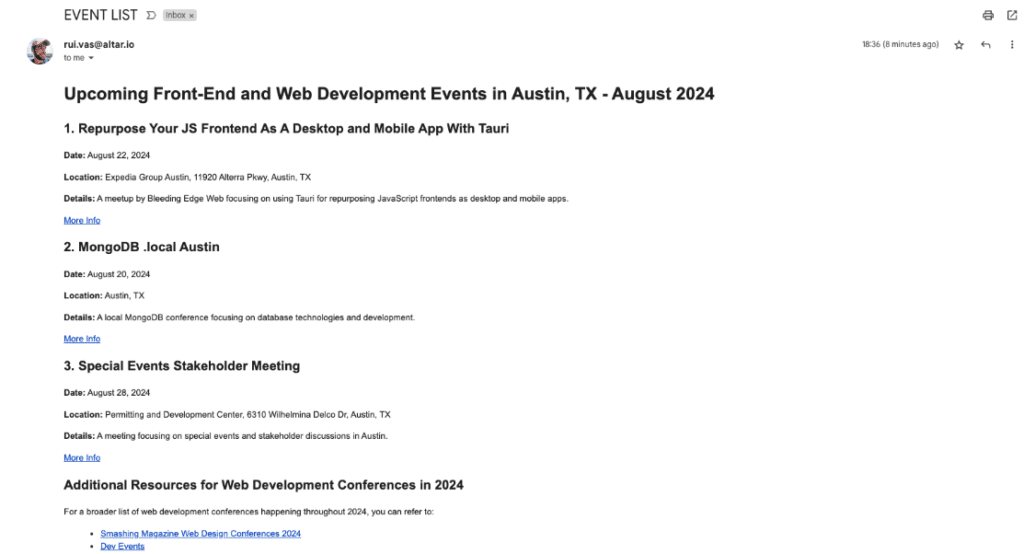 EVENT LIST Inbox x
rui.vas@altar.io 18:36 (8 minutes ago)
to me
Upcoming Front-End and Web Development Events in Austin, TX - August 2024
1. Repurpose Your JS Frontend As A Desktop and Mobile App With Tauri
Date: August 22, 2024
Location: Expedia Group Austin, 11920 Alterra Pkwy, Austin, TX
Details: A meetup by Bleeding Edge Web focusing on using Tauri for repurposing JavaScript frontends as desktop and mobile apps.
More Info
2. MongoDB .local Austin
Date: August 20, 2024
Location: Austin, TX
Details: A local MongoDB conference focusing on database technologies and development.
More Info
3. Special Events Stakeholder Meeting
Date: August 28, 2024
Location: Permitting and Development Center, 6310 Wilhelmina Delco Dr, Austin, TX
Details: A meeting focusing on special events and stakeholder discussions in Austin.
More Info
Additional Resources for Web Development Conferences in 2024
For a broader list of web development conferences happening throughout 2024, you can refer to:
• Smashing Magazine Web Design Conferences 2024
• Dev Events